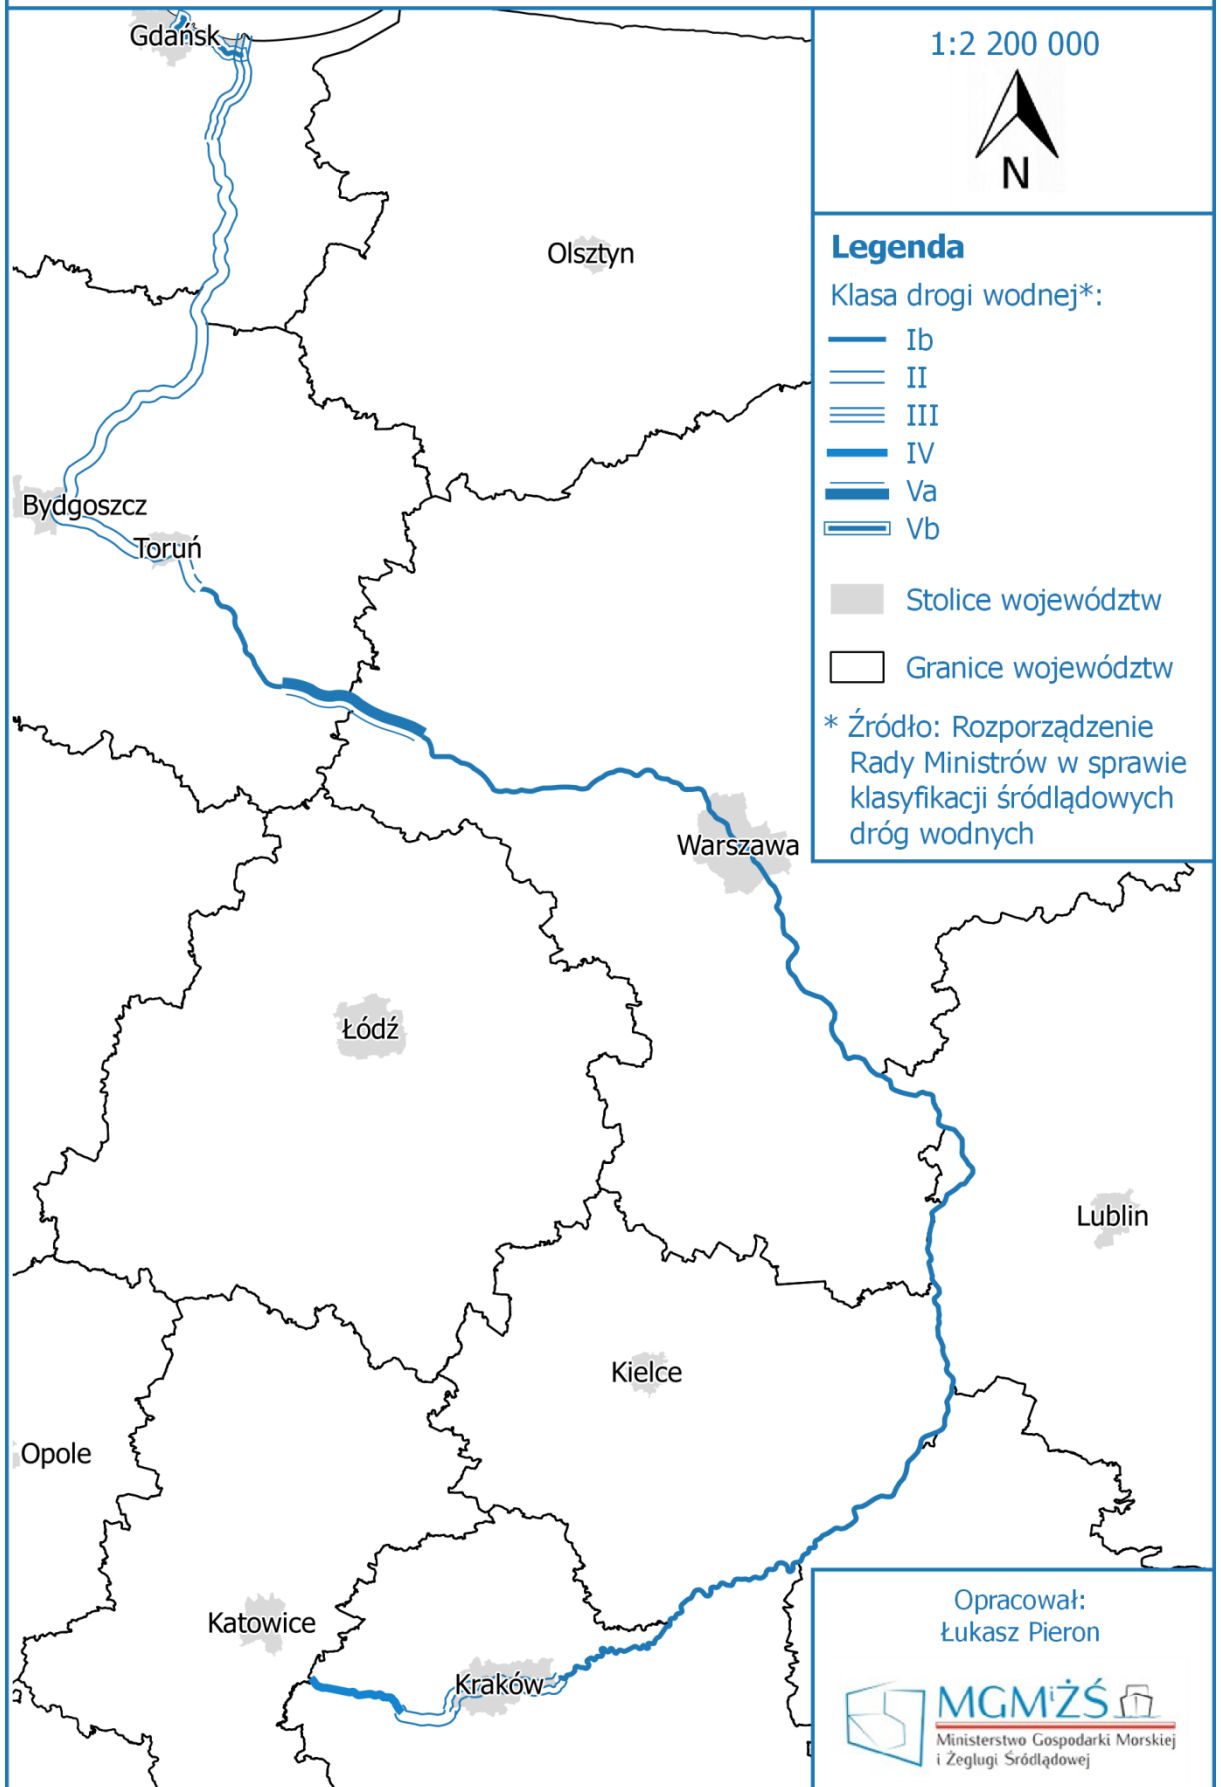 Gdańsk
1:2 200 000
N
Olsztyn
Legenda
Klasa drogi wodnej*:
Ib
II
III
IV
Va
Vb
Stolice województw
Granice województw
* Źródło: Rozporządzenie
Rady Ministrów w sprawie
klasyfikacji śródlądowych
dróg wodnych
Bydgoszcz
Toruń
Warszawa
Łódź
Lublin
Kielce
Opole
Katowice
Kraków
Opracował:
Łukasz Pieron
MGMiŻŚ
Ministerstwo Gospodarki Morskiej
i Żeglugi Śródlądowej